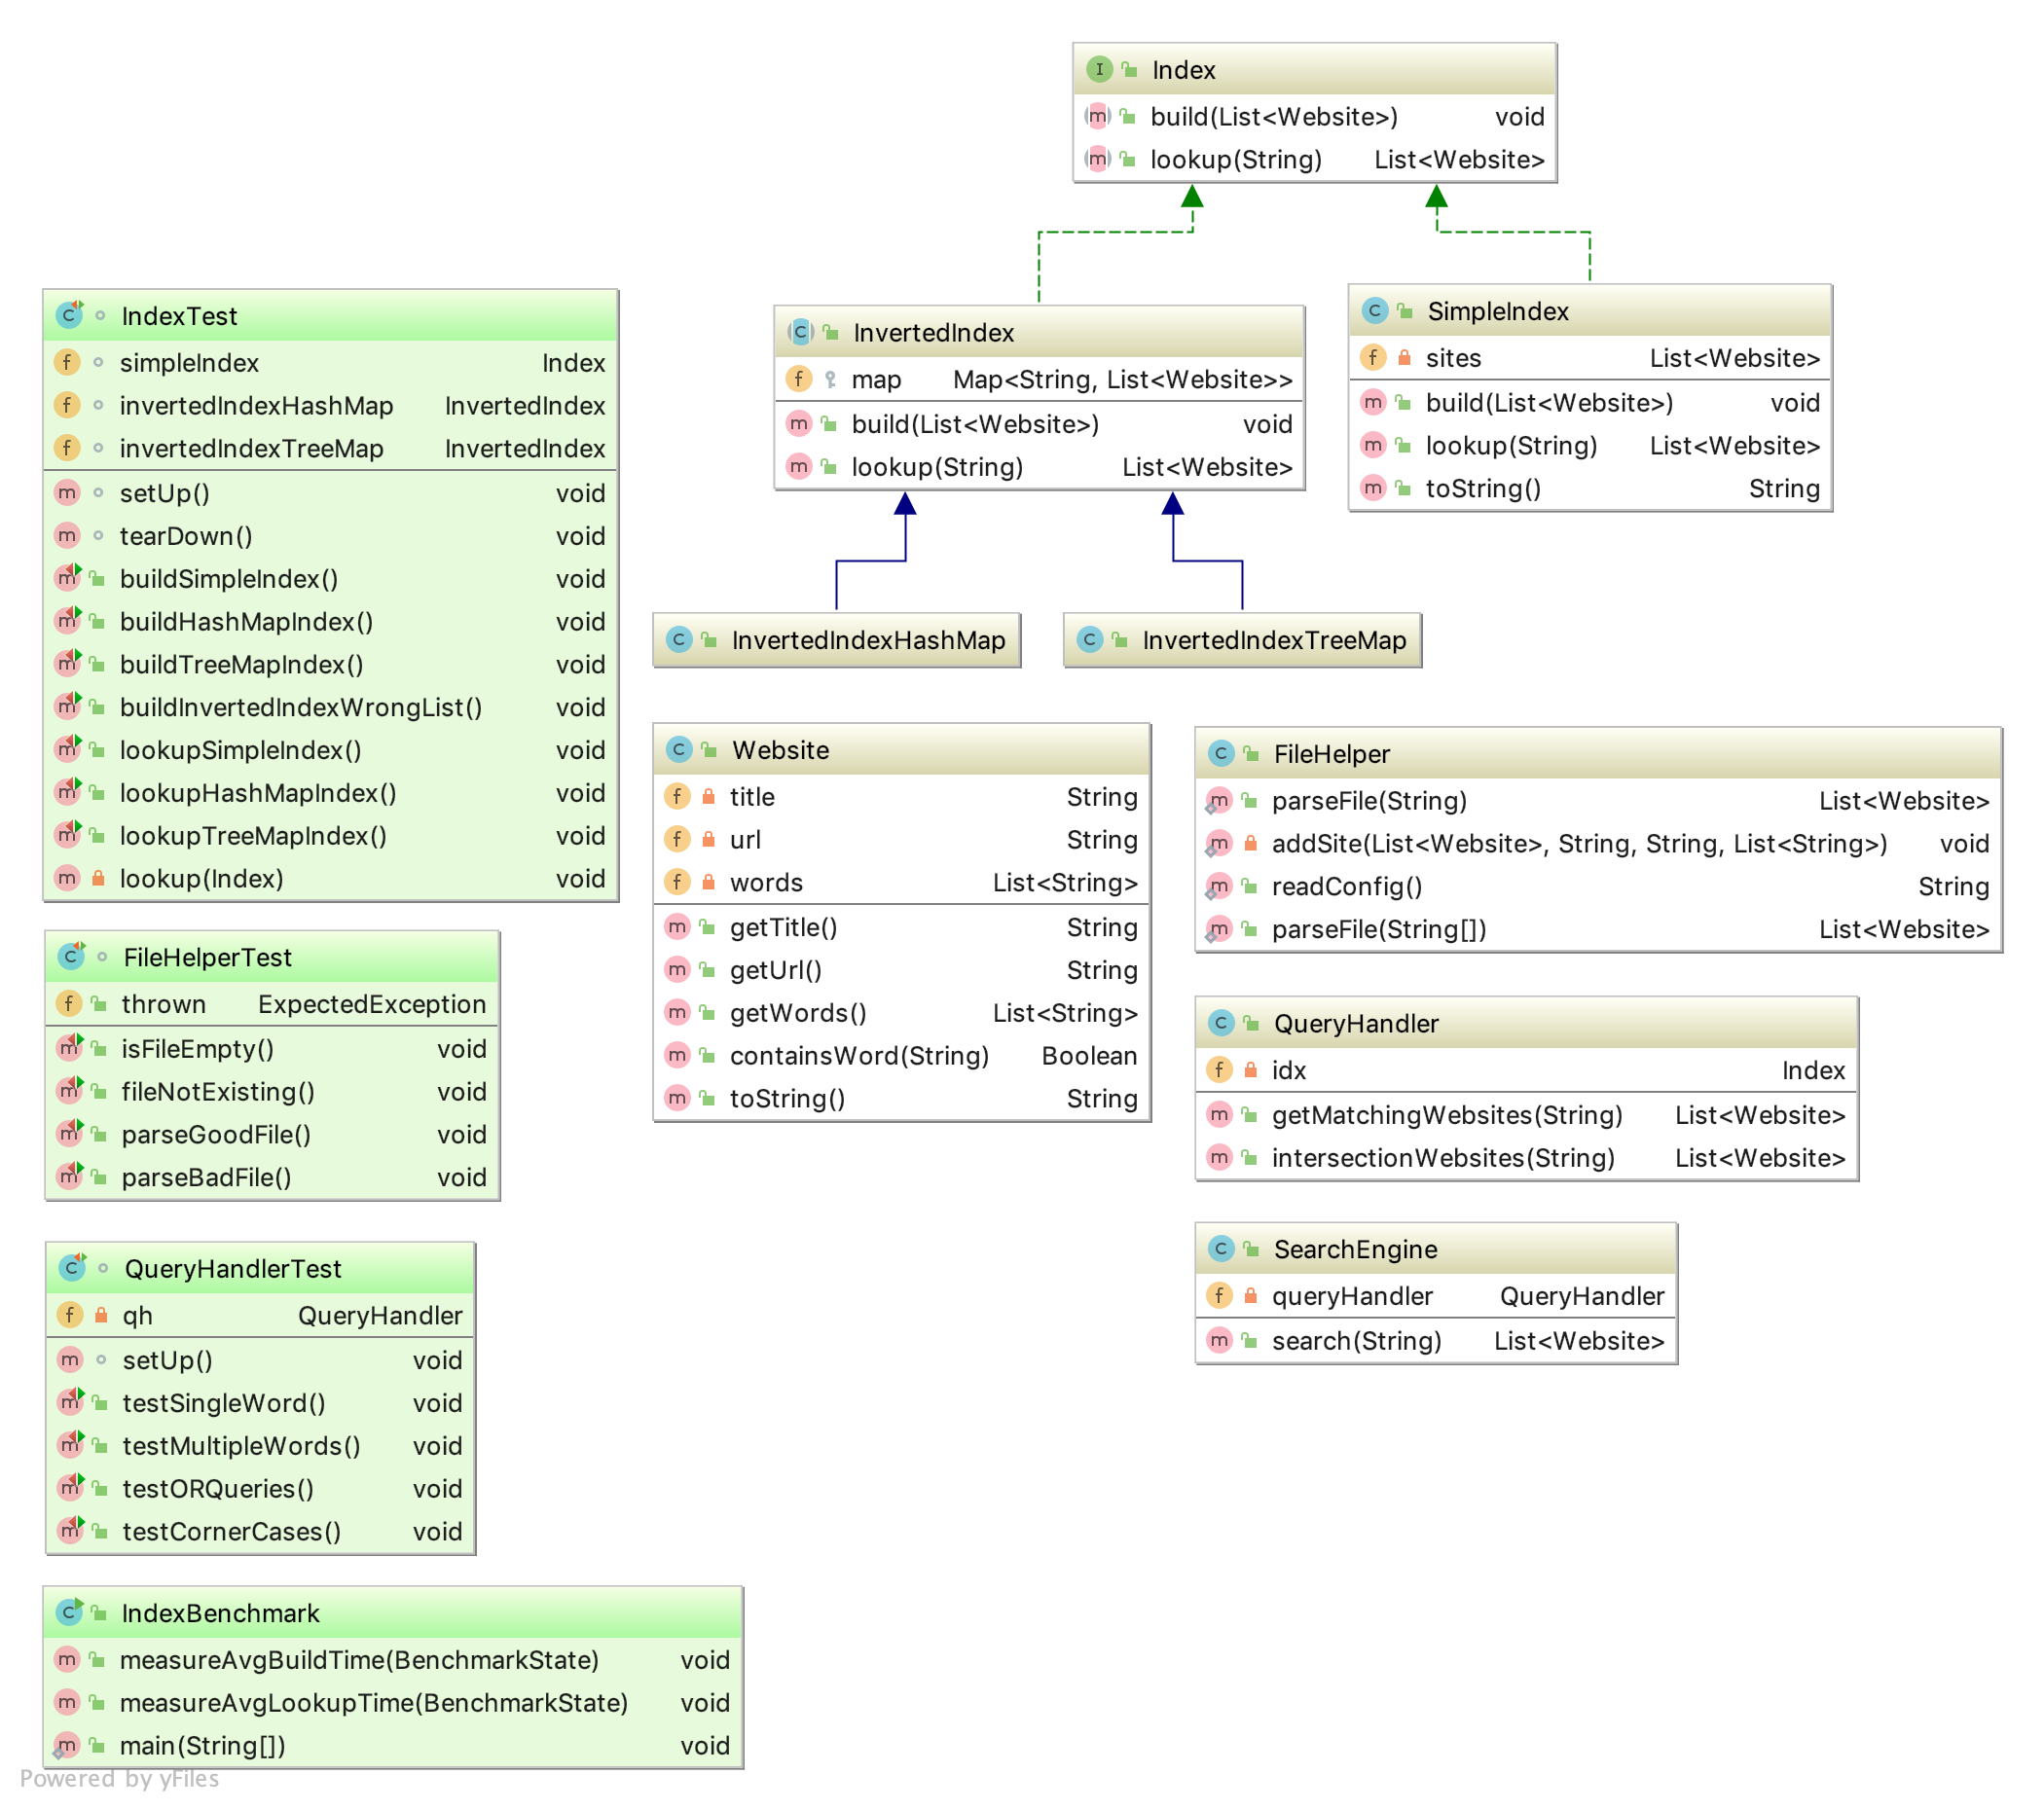 Index
build(List<Website>) void
lookup(String) List<Website>
IndexTest
simpleIndex Index
invertedIndexHashMap InvertedIndex
invertedIndexTreeMap InvertedIndex
setUp() void
tearDown() void
buildSimpleIndex() void
buildHashMapIndex() void
buildTreeMapIndex() void
buildInvertedIndexWrongList() void
lookupSimpleIndex() void
lookupHashMapIndex() void
lookupTreeMapIndex() void
lookup(Index) void
InvertedIndex
map Map<String, List<Website>>
build(List<Website>) void
lookup(String) List<Website>
SimpleIndex
sites List<Website>
build(List<Website>) void
lookup(String) List<Website>
toString() String
InvertedIndexHashMap
InvertedIndexTreeMap
Website
title String
url String
words List<String>
getTitle() String
getUrl() String
getWords() List<String>
containsWord(String) Boolean
toString() String
FileHelper
parseFile(String) List<Website>
addSite(List<Website>, String, String, List<String>) void
readConfig() String
parseFile(String[]) List<Website>
FileHelperTest
thrown ExpectedException
isFileEmpty() void
fileNotExisting() void
parseGoodFile() void
parseBadFile() void
QueryHandler
idx Index
getMatchingWebsites(String) List<Website>
intersectionWebsites(String) List<Website>
SearchEngine
queryHandler QueryHandler
search(String) List<Website>
QueryHandlerTest
qh QueryHandler
setUp() void
testSingleWord() void
testMultipleWords() void
testORQueries() void
testCornerCases() void
IndexBenchmark
measureAvgBuildTime(BenchmarkState) void
measureAvgLookupTime(BenchmarkState) void
main(String[]) void
Powered by yFiles